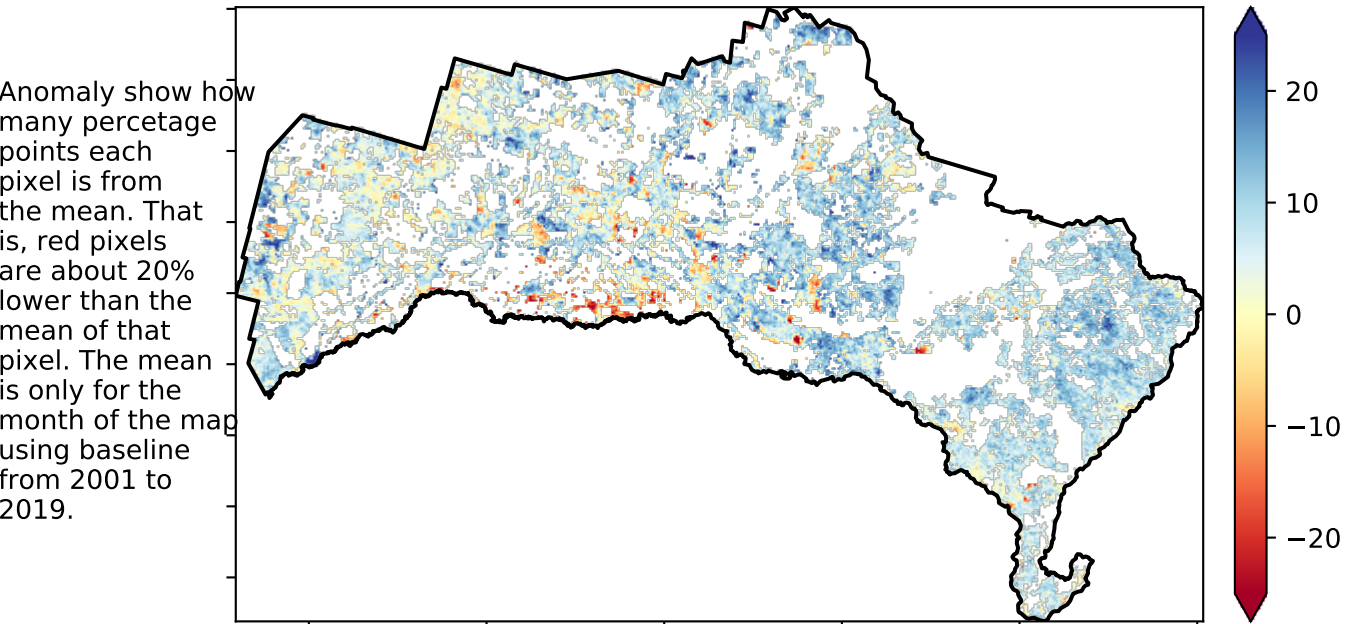 Anomaly show how
many percetage
points each
pixel is from
the mean. That
is, red pixels
are about 20%
lower than the
mean of that
pixel. The mean
is only for the
month of the map
using baseline
from 2001 to
2019.
20
10
0
−10
−20